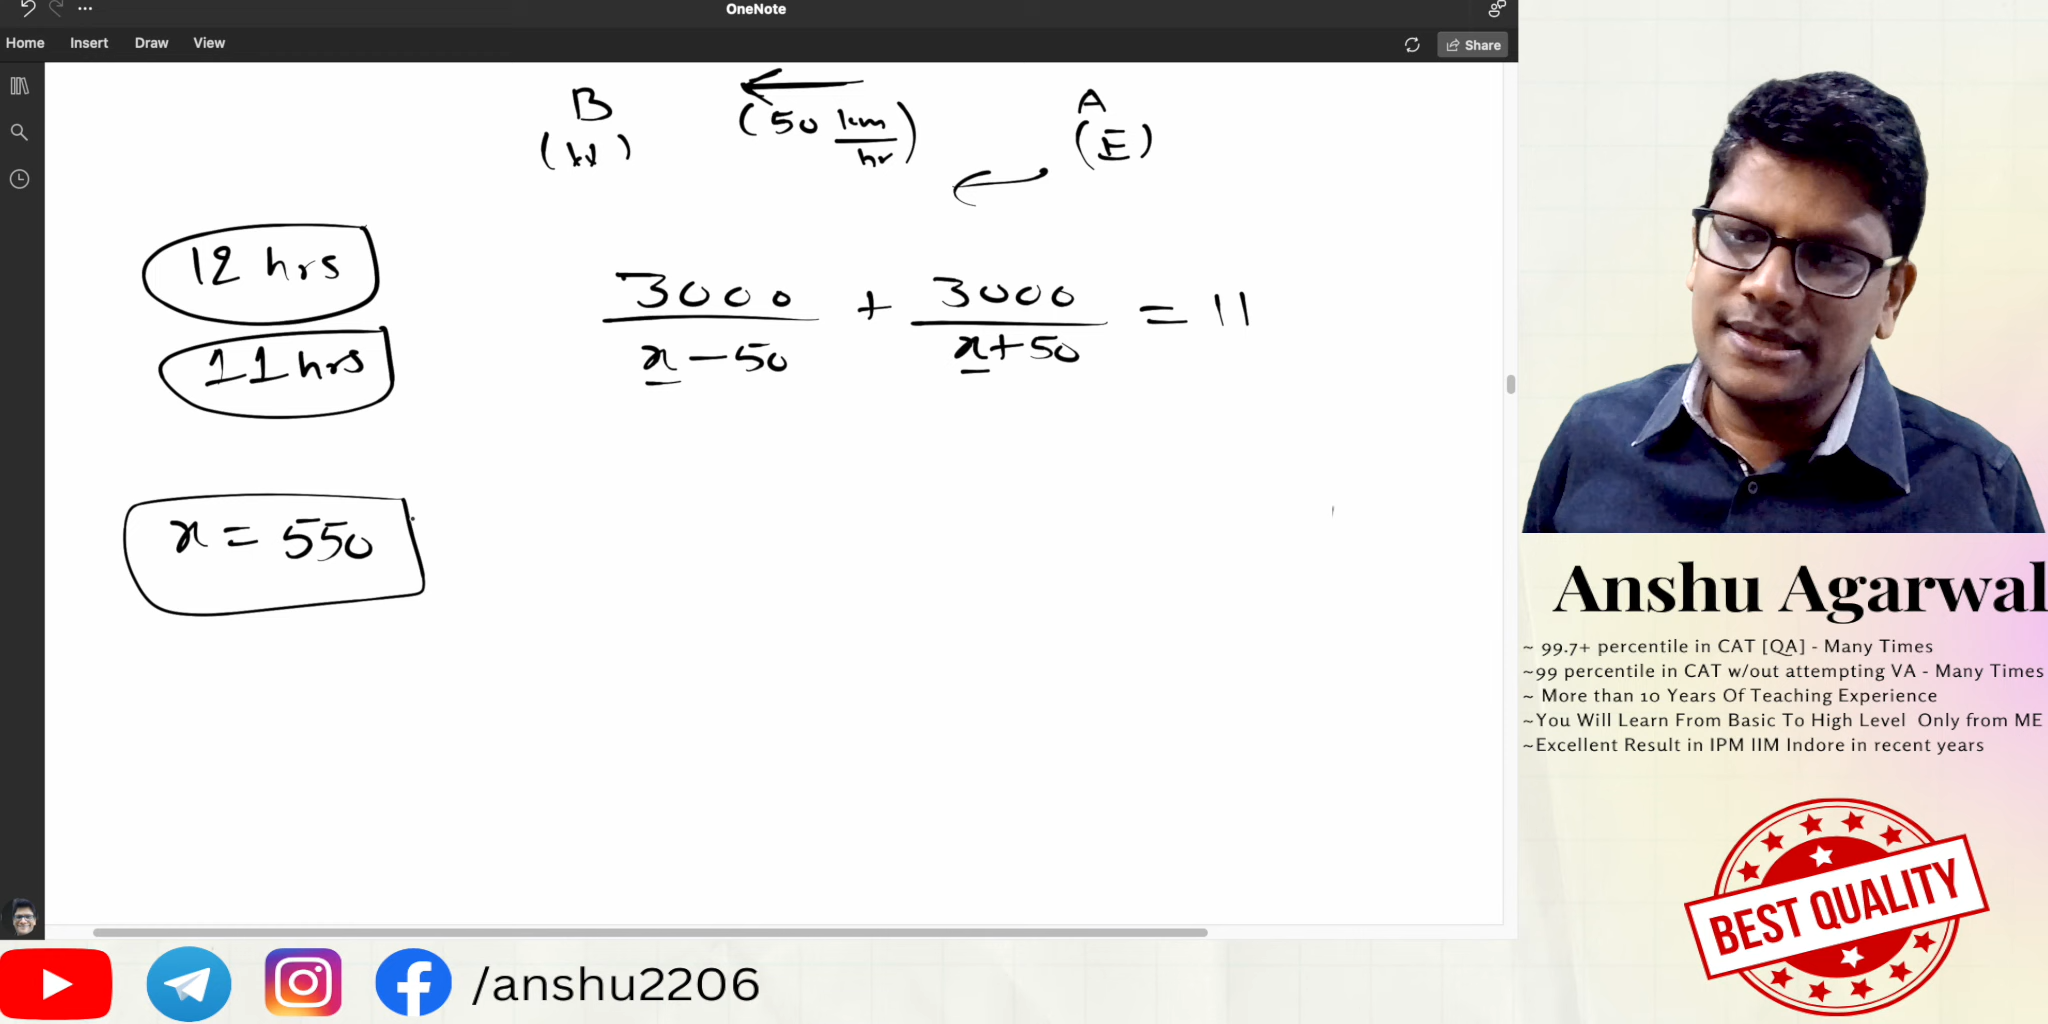 OneNote
Home Insert Draw View
Share
B (50 km/hr) A
(W) (E)
12 hrs
11 hrs
3000/(x-50) + 3000/(x+50) = 11
x = 550
Anshu Agarwal
~ 99.7+ percentile in CAT [QA] - Many Times
~99 percentile in CAT w/out attempting VA - Many Times
~ More than 10 Years Of Teaching Experience
~You Will Learn From Basic To High Level Only from ME
~Excellent Result in IPM IIM Indore in recent years
BEST QUALITY
/anshu2206